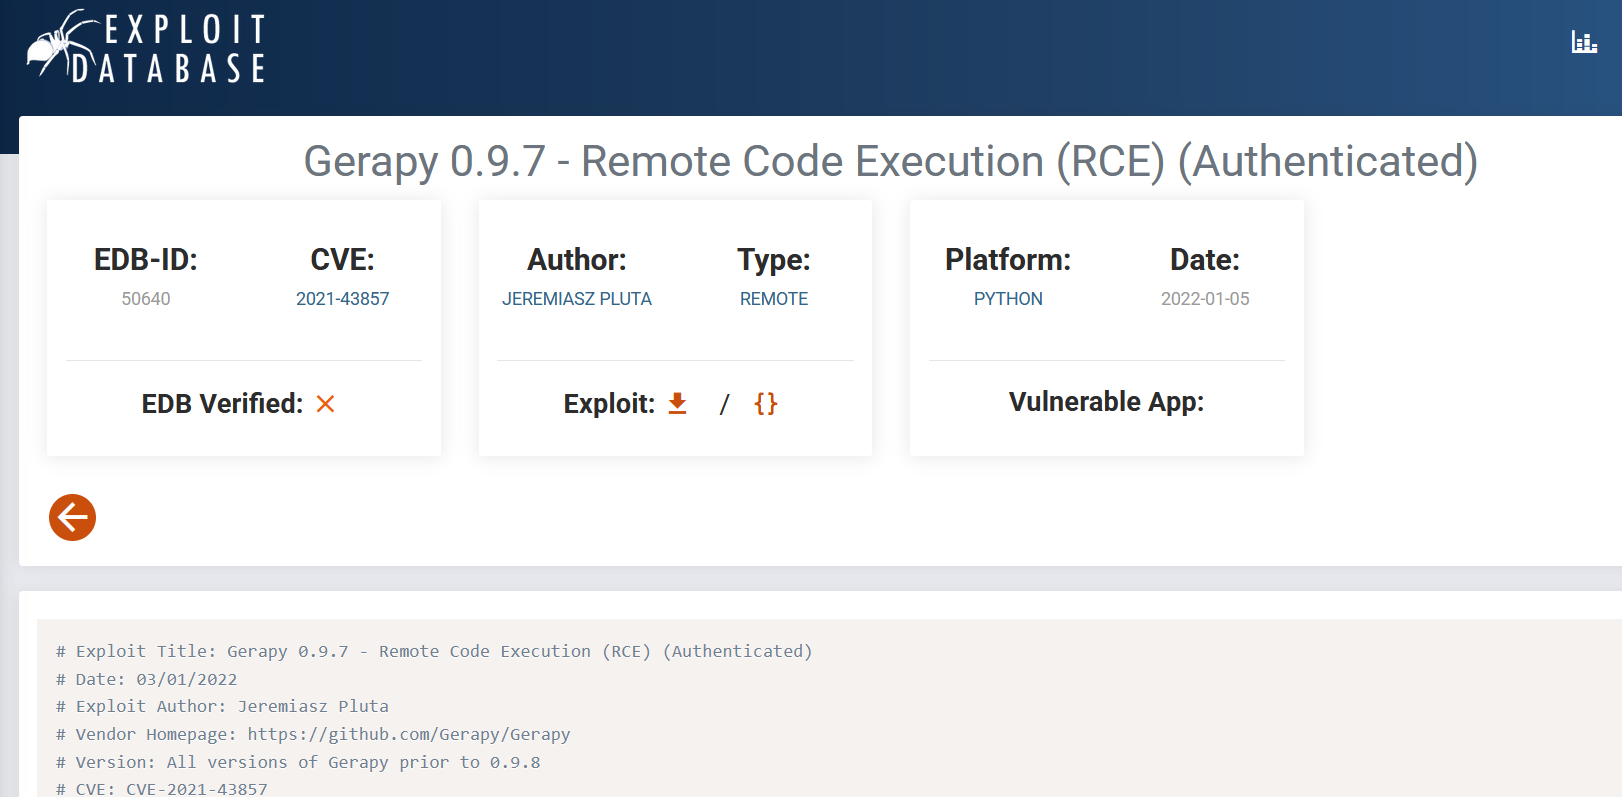 EXPLOIT
DATABASE
Gerapy 0.9.7 - Remote Code Execution (RCE) (Authenticated)
EDB-ID:
50640
CVE:
2021-43857
EDB Verified: ×
Author:
JEREMIASZ PLUTA
Type:
REMOTE
Exploit: / {}
Platform:
PYTHON
Date:
2022-01-05
Vulnerable App:
# Exploit Title: Gerapy 0.9.7 - Remote Code Execution (RCE) (Authenticated)
# Date: 03/01/2022
# Exploit Author: Jeremiasz Pluta
# Vendor Homepage: https://github.com/Gerapy/Gerapy
# Version: All versions of Gerapy prior to 0.9.8
# CVE: CVE-2021-43857